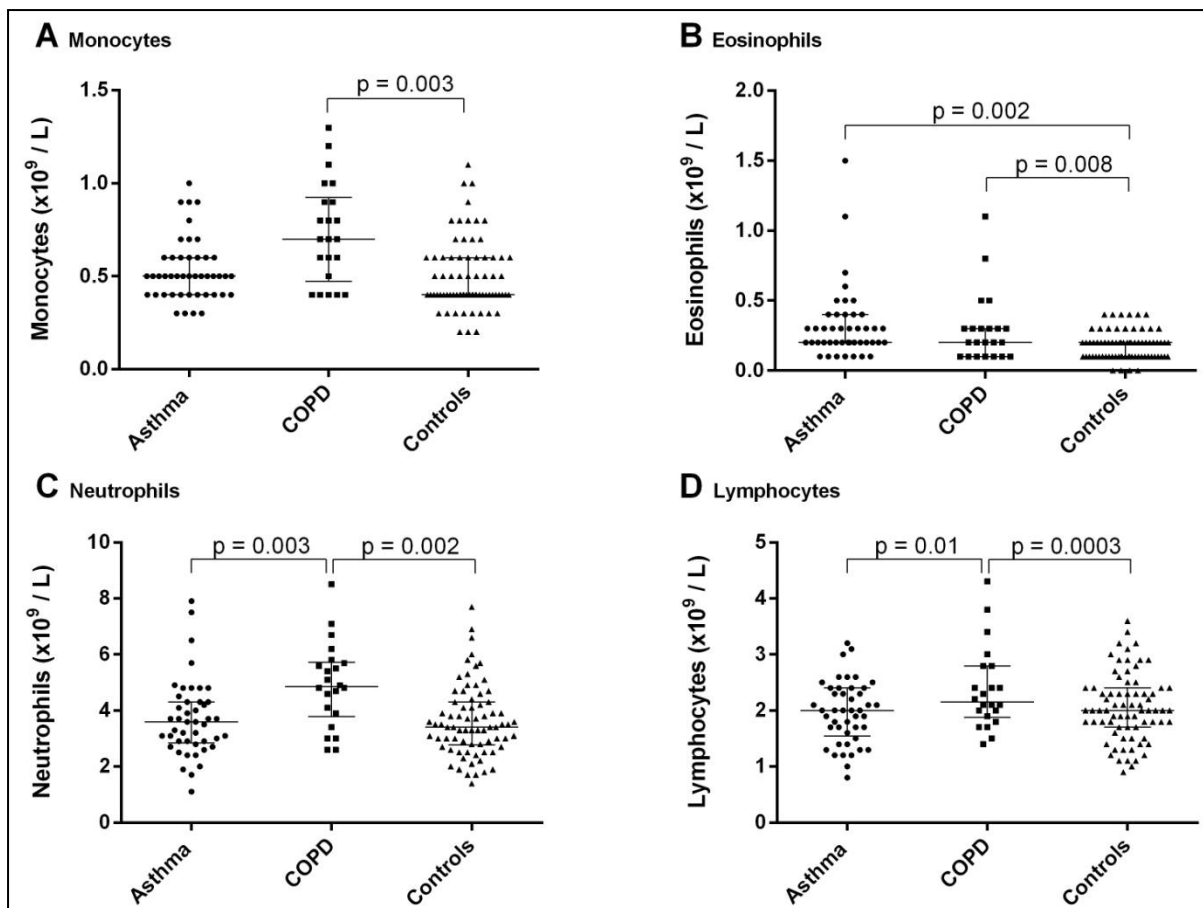 A Monocytes
p = 0.003
1.5
1.0
0.5
0.0
Monocytes (x10⁹ / L)
Asthma
COPD
Controls
B Eosinophils
p = 0.002
p = 0.008
2.0
1.5
1.0
0.5
0.0
Eosinophils (x10⁹ / L)
Asthma
COPD
Controls
C Neutrophils
p = 0.003
p = 0.002
10
8
6
4
2
0
Neutrophils (x10⁹ / L)
Asthma
COPD
Controls
D Lymphocytes
p = 0.01
p = 0.0003
5
4
3
2
1
0
Lymphocytes (x10⁹ / L)
Asthma
COPD
Controls